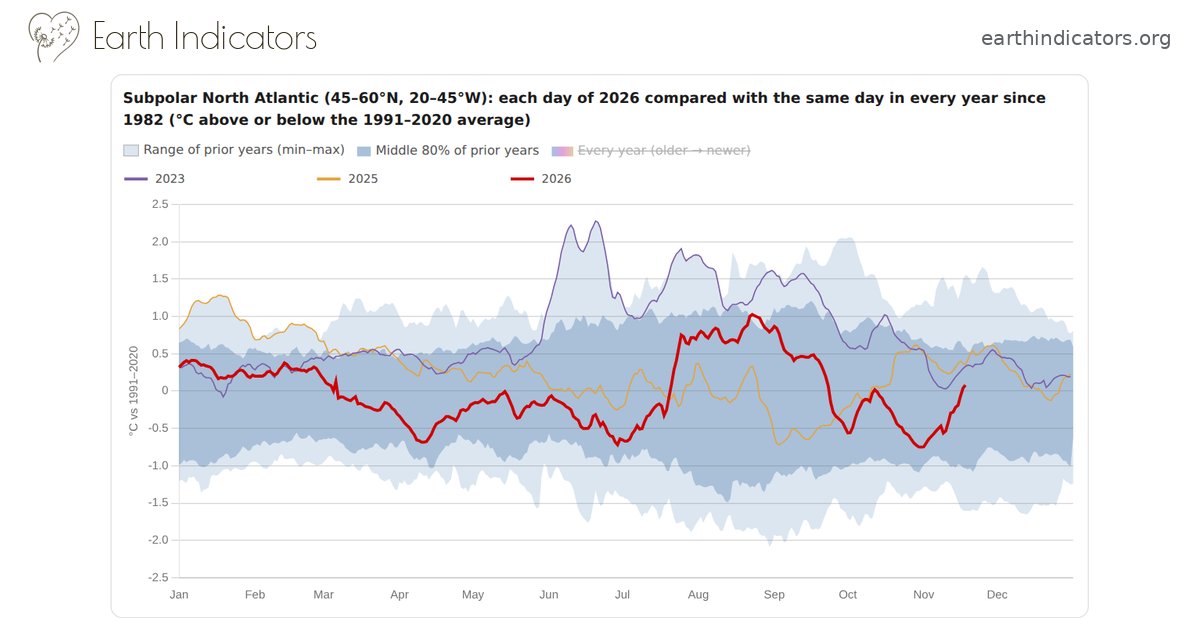 Earth Indicators
earthindicators.org
Subpolar North Atlantic (45–60°N, 20–45°W): each day of 2026 compared with the same day in every year since
1982 (°C above or below the 1991–2020 average)
Range of prior years (min–max) Middle 80% of prior years Every year (older → newer)
2023 2025 2026
2.5
2.0
1.5
1.0
0.5
0
-0.5
-1.0
-1.5
-2.0
-2.5
°C vs 1991–2020
Jan Feb Mar Apr May Jun Jul Aug Sep Oct Nov Dec